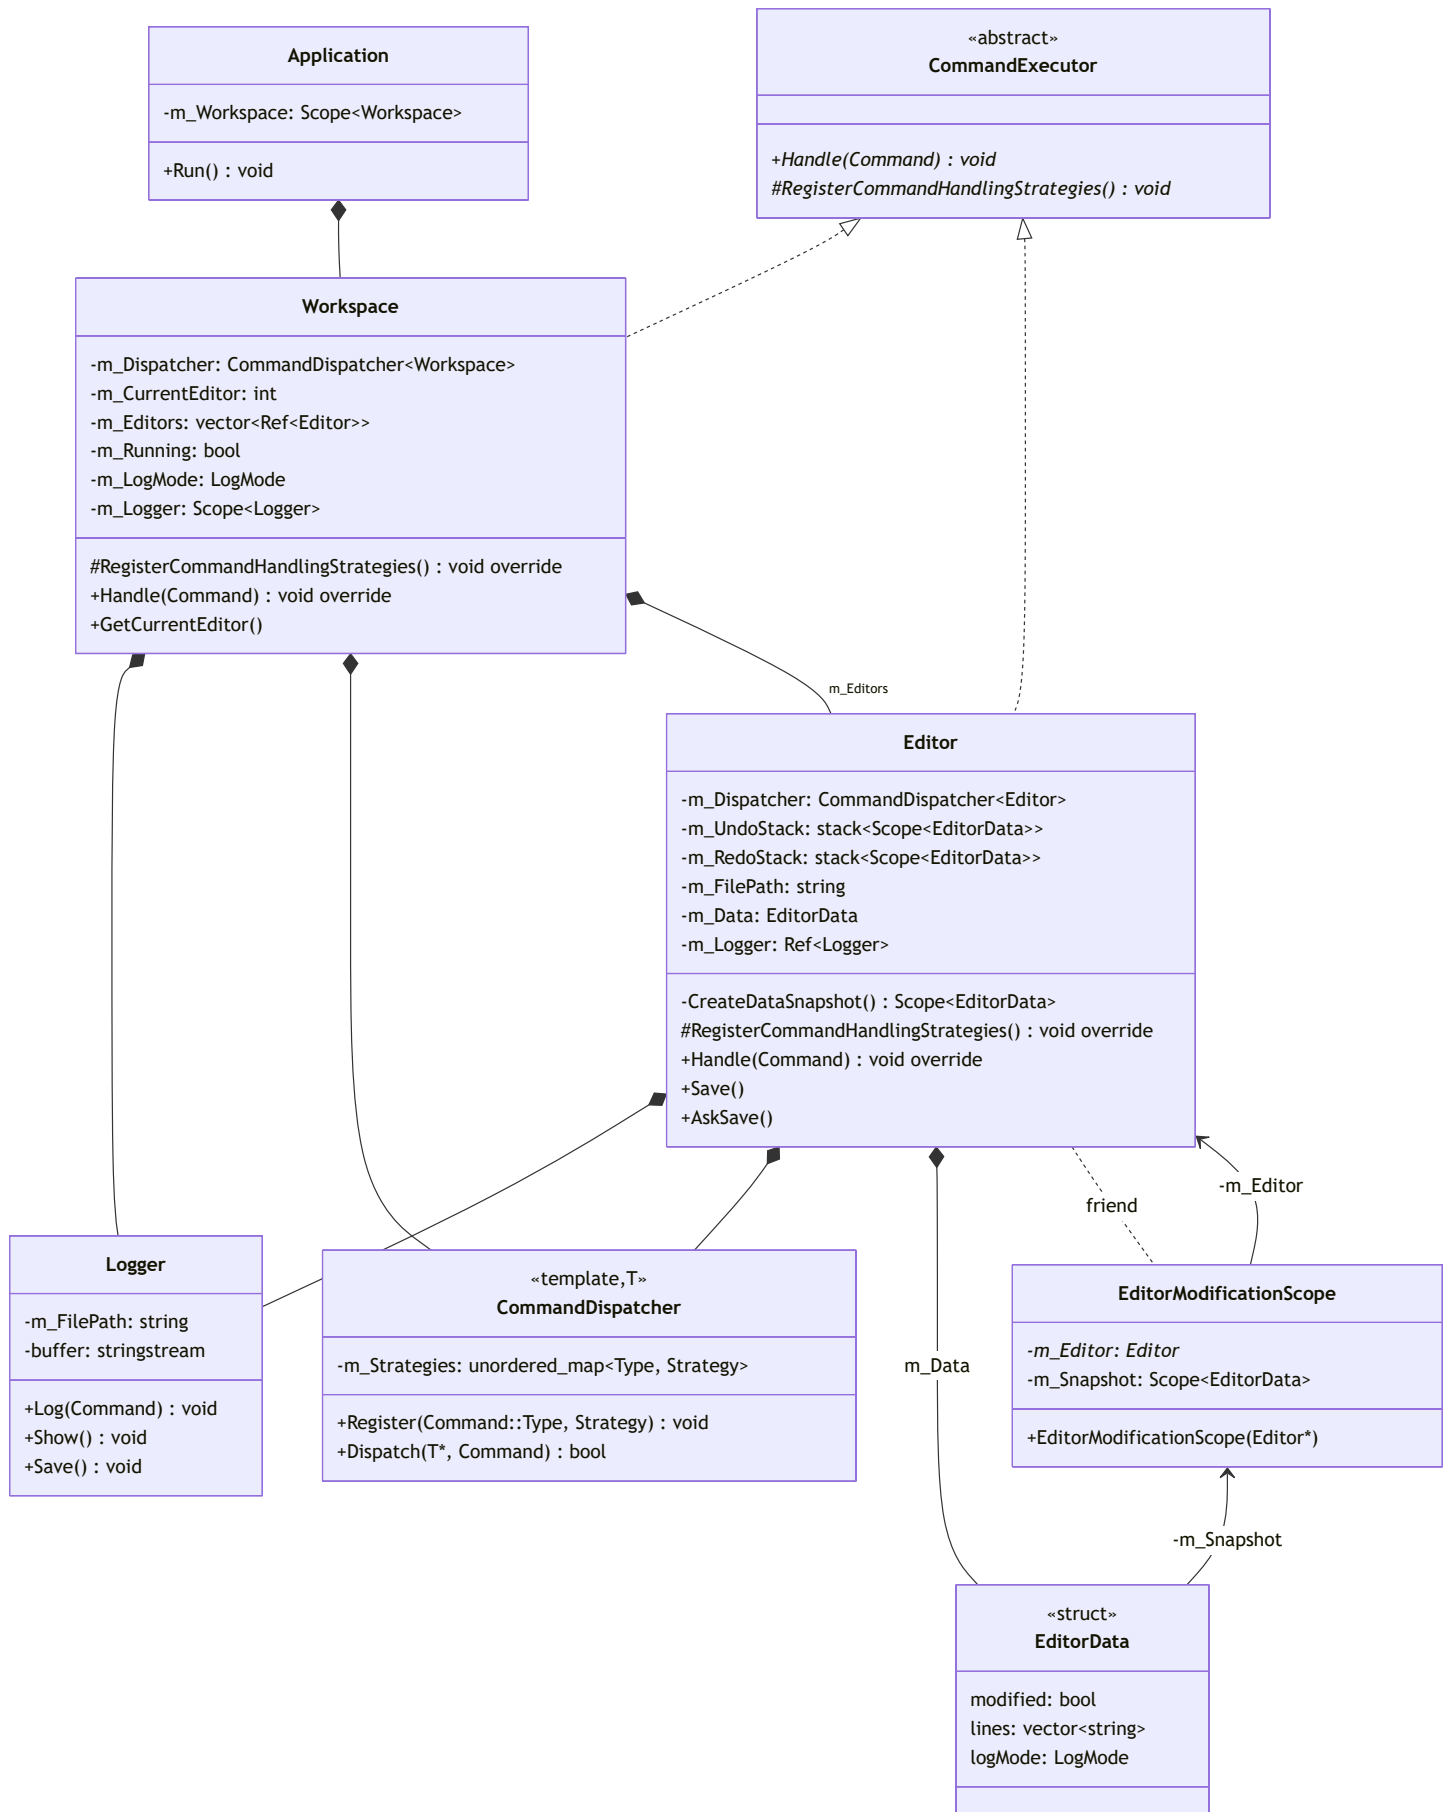 Application
-m_Workspace: Scope<Workspace>
+Run() : void
«abstract»
CommandExecutor
+Handle(Command) : void
#RegisterCommandHandlingStrategies() : void
Workspace
-m_Dispatcher: CommandDispatcher<Workspace>
-m_CurrentEditor: int
-m_Editors: vector<Ref<Editor>>
-m_Running: bool
-m_LogMode: LogMode
-m_Logger: Scope<Logger>
#RegisterCommandHandlingStrategies() : void override
+Handle(Command) : void override
+GetCurrentEditor()
m_Editors
Editor
-m_Dispatcher: CommandDispatcher<Editor>
-m_UndoStack: stack<Scope<EditorData>>
-m_RedoStack: stack<Scope<EditorData>>
-m_FilePath: string
-m_Data: EditorData
-m_Logger: Ref<Logger>
-CreateDataSnapshot() : Scope<EditorData>
#RegisterCommandHandlingStrategies() : void override
+Handle(Command) : void override
+Save()
+AskSave()
friend
-m_Editor
Logger
-m_FilePath: string
-buffer: stringstream
+Log(Command) : void
+Show() : void
+Save() : void
«template,T»
CommandDispatcher
-m_Strategies: unordered_map<Type, Strategy>
+Register(Command::Type, Strategy) : void
+Dispatch(T*, Command) : bool
m_Data
EditorModificationScope
-m_Editor: Editor
-m_Snapshot: Scope<EditorData>
+EditorModificationScope(Editor*)
-m_Snapshot
«struct»
EditorData
modified: bool
lines: vector<string>
logMode: LogMode